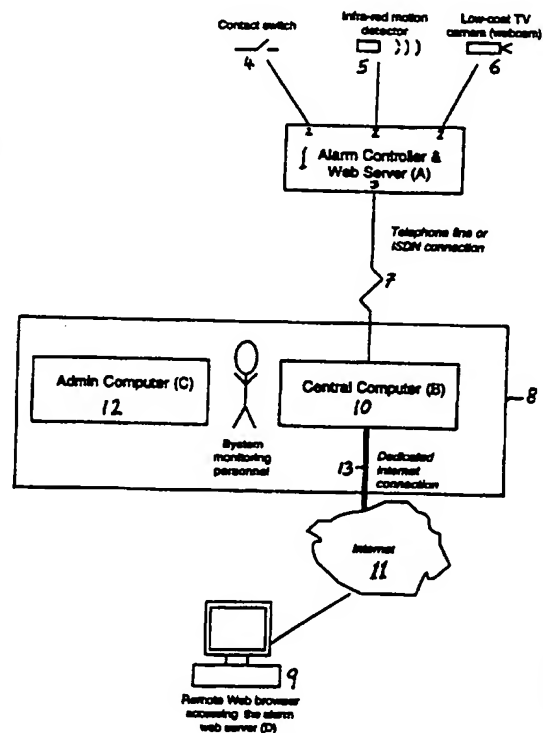 Contact switch
4
Infra-red motion
detector
5
Low-cost TV
camera (webcam)
6
2 2 2
1 Alarm Controller &
Web Server (A)
3
Telephone line or
ISDN connection
7
8
Admin Computer (C)
12
System
monitoring
personnel
Central Computer (B)
10
13
Dedicated
Internet
connection
Internet
11
9
Remote Web browser
accessing the alarm
web server (D)